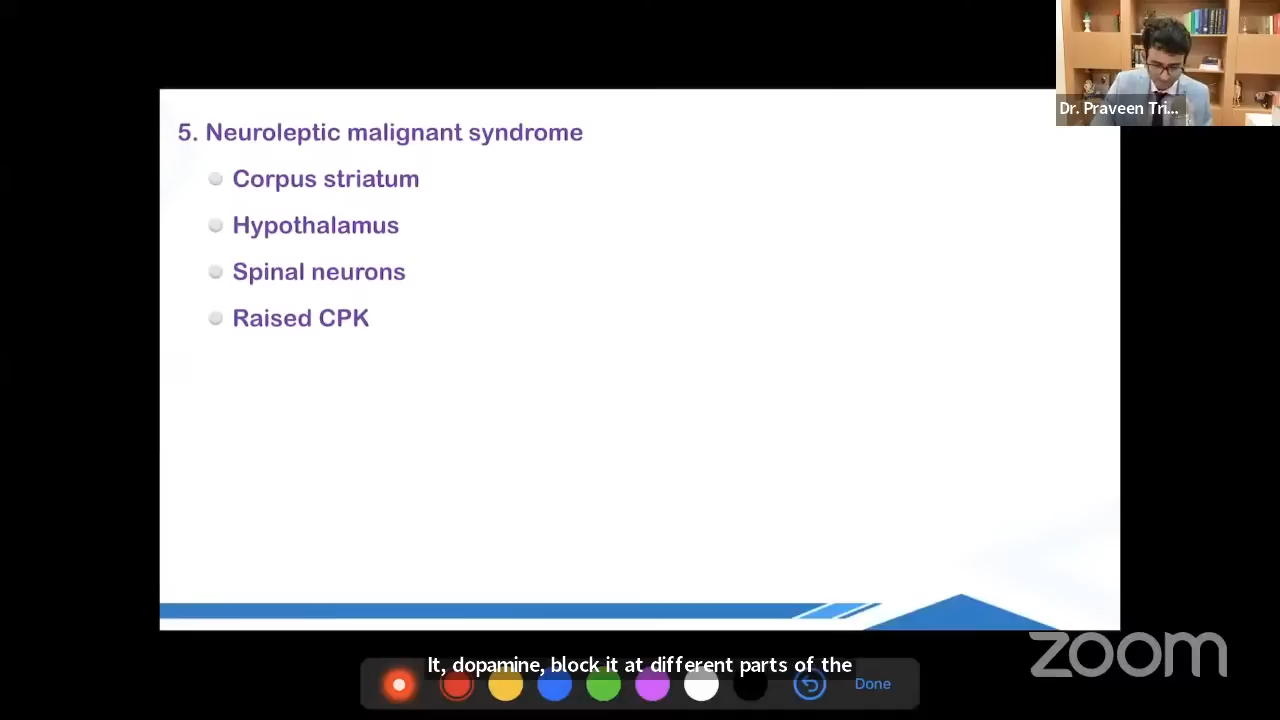 Dr. Praveen Tri...
5. Neuroleptic malignant syndrome
Corpus striatum
Hypothalamus
Spinal neurons
Raised CPK
zoom
It, dopamine, block it at different parts of the
Done